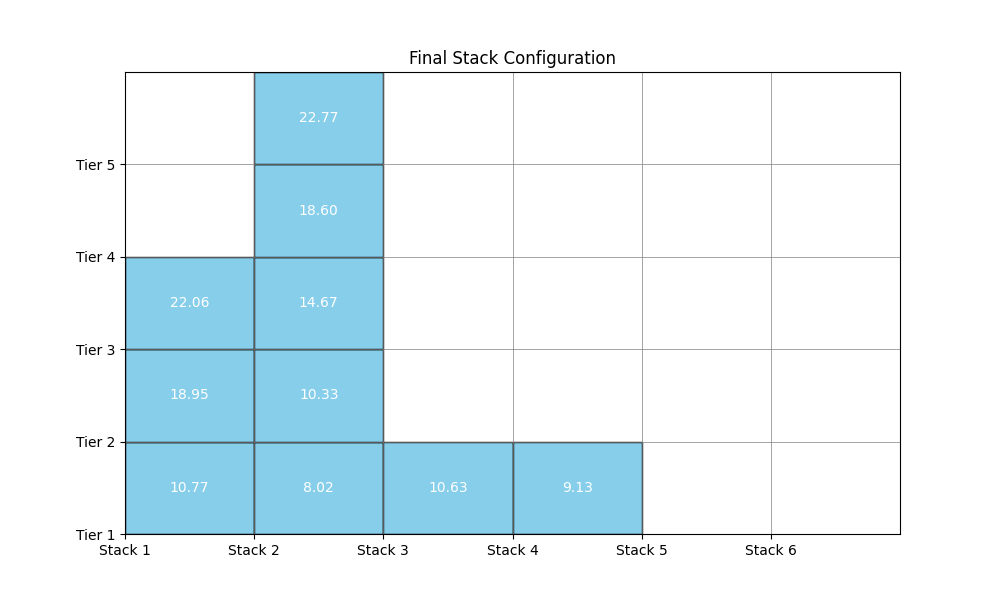 Final Stack Configuration
22.77
Tier 5
18.60
Tier 4
22.06 14.67
Tier 3
18.95 10.33
Tier 2
10.77 8.02 10.63 9.13
Tier 1
Stack 1 Stack 2 Stack 3 Stack 4 Stack 5 Stack 6